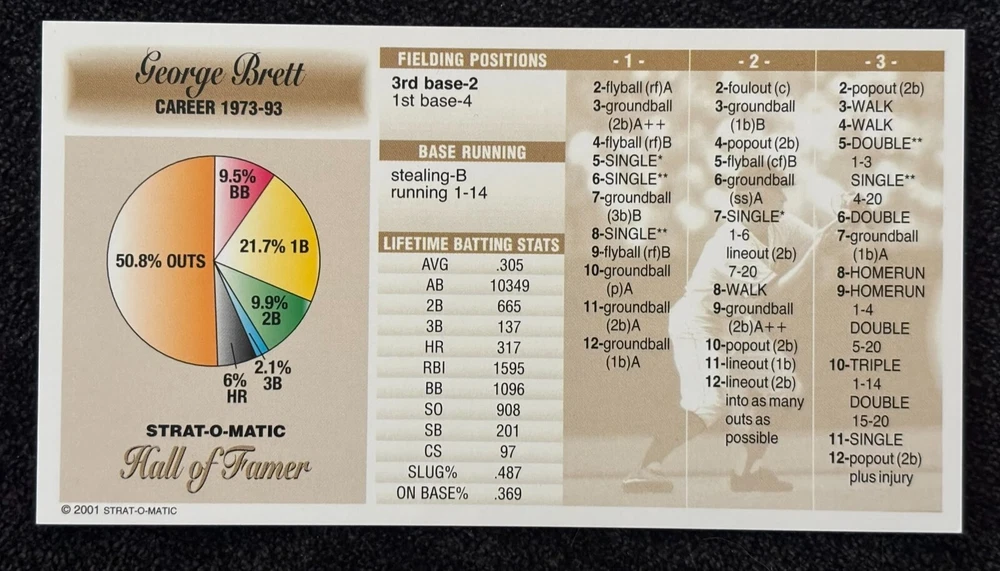 George Brett
CAREER 1973-93
9.5%
BB
21.7% 1B
50.8% OUTS
9.9%
2B
2.1%
3B
6%
HR
STRAT-O-MATIC
Hall of Famer
© 2001 STRAT-O-MATIC
FIELDING POSITIONS
3rd base-2
1st base-4
BASE RUNNING
stealing-B
running 1-14
LIFETIME BATTING STATS
AVG .305
AB 10349
2B 665
3B 137
HR 317
RBI 1595
BB 1096
SO 908
SB 201
CS 97
SLUG% .487
ON BASE% .369
- 1 -
2-flyball (rf)A
3-groundball
(2b)A++
4-flyball (rf)B
5-SINGLE*
6-SINGLE**
7-groundball
(3b)B
8-SINGLE**
9-flyball (rf)B
10-groundball
(p)A
11-groundball
(2b)A
12-groundball
(1b)A
- 2 -
2-foulout (c)
3-groundball
(1b)B
4-popout (2b)
5-flyball (cf)B
6-groundball
(ss)A
7-SINGLE*
1-6
lineout (2b)
7-20
8-WALK
9-groundball
(2b)A++
10-popout (2b)
11-lineout (1b)
12-lineout (2b)
into as many
outs as
possible
- 3 -
2-popout (2b)
3-WALK
4-WALK
5-DOUBLE**
1-3
SINGLE**
4-20
6-DOUBLE
7-groundball
(1b)A
8-HOMERUN
9-HOMERUN
1-4
DOUBLE
5-20
10-TRIPLE
1-14
DOUBLE
15-20
11-SINGLE
12-popout (2b)
plus injury